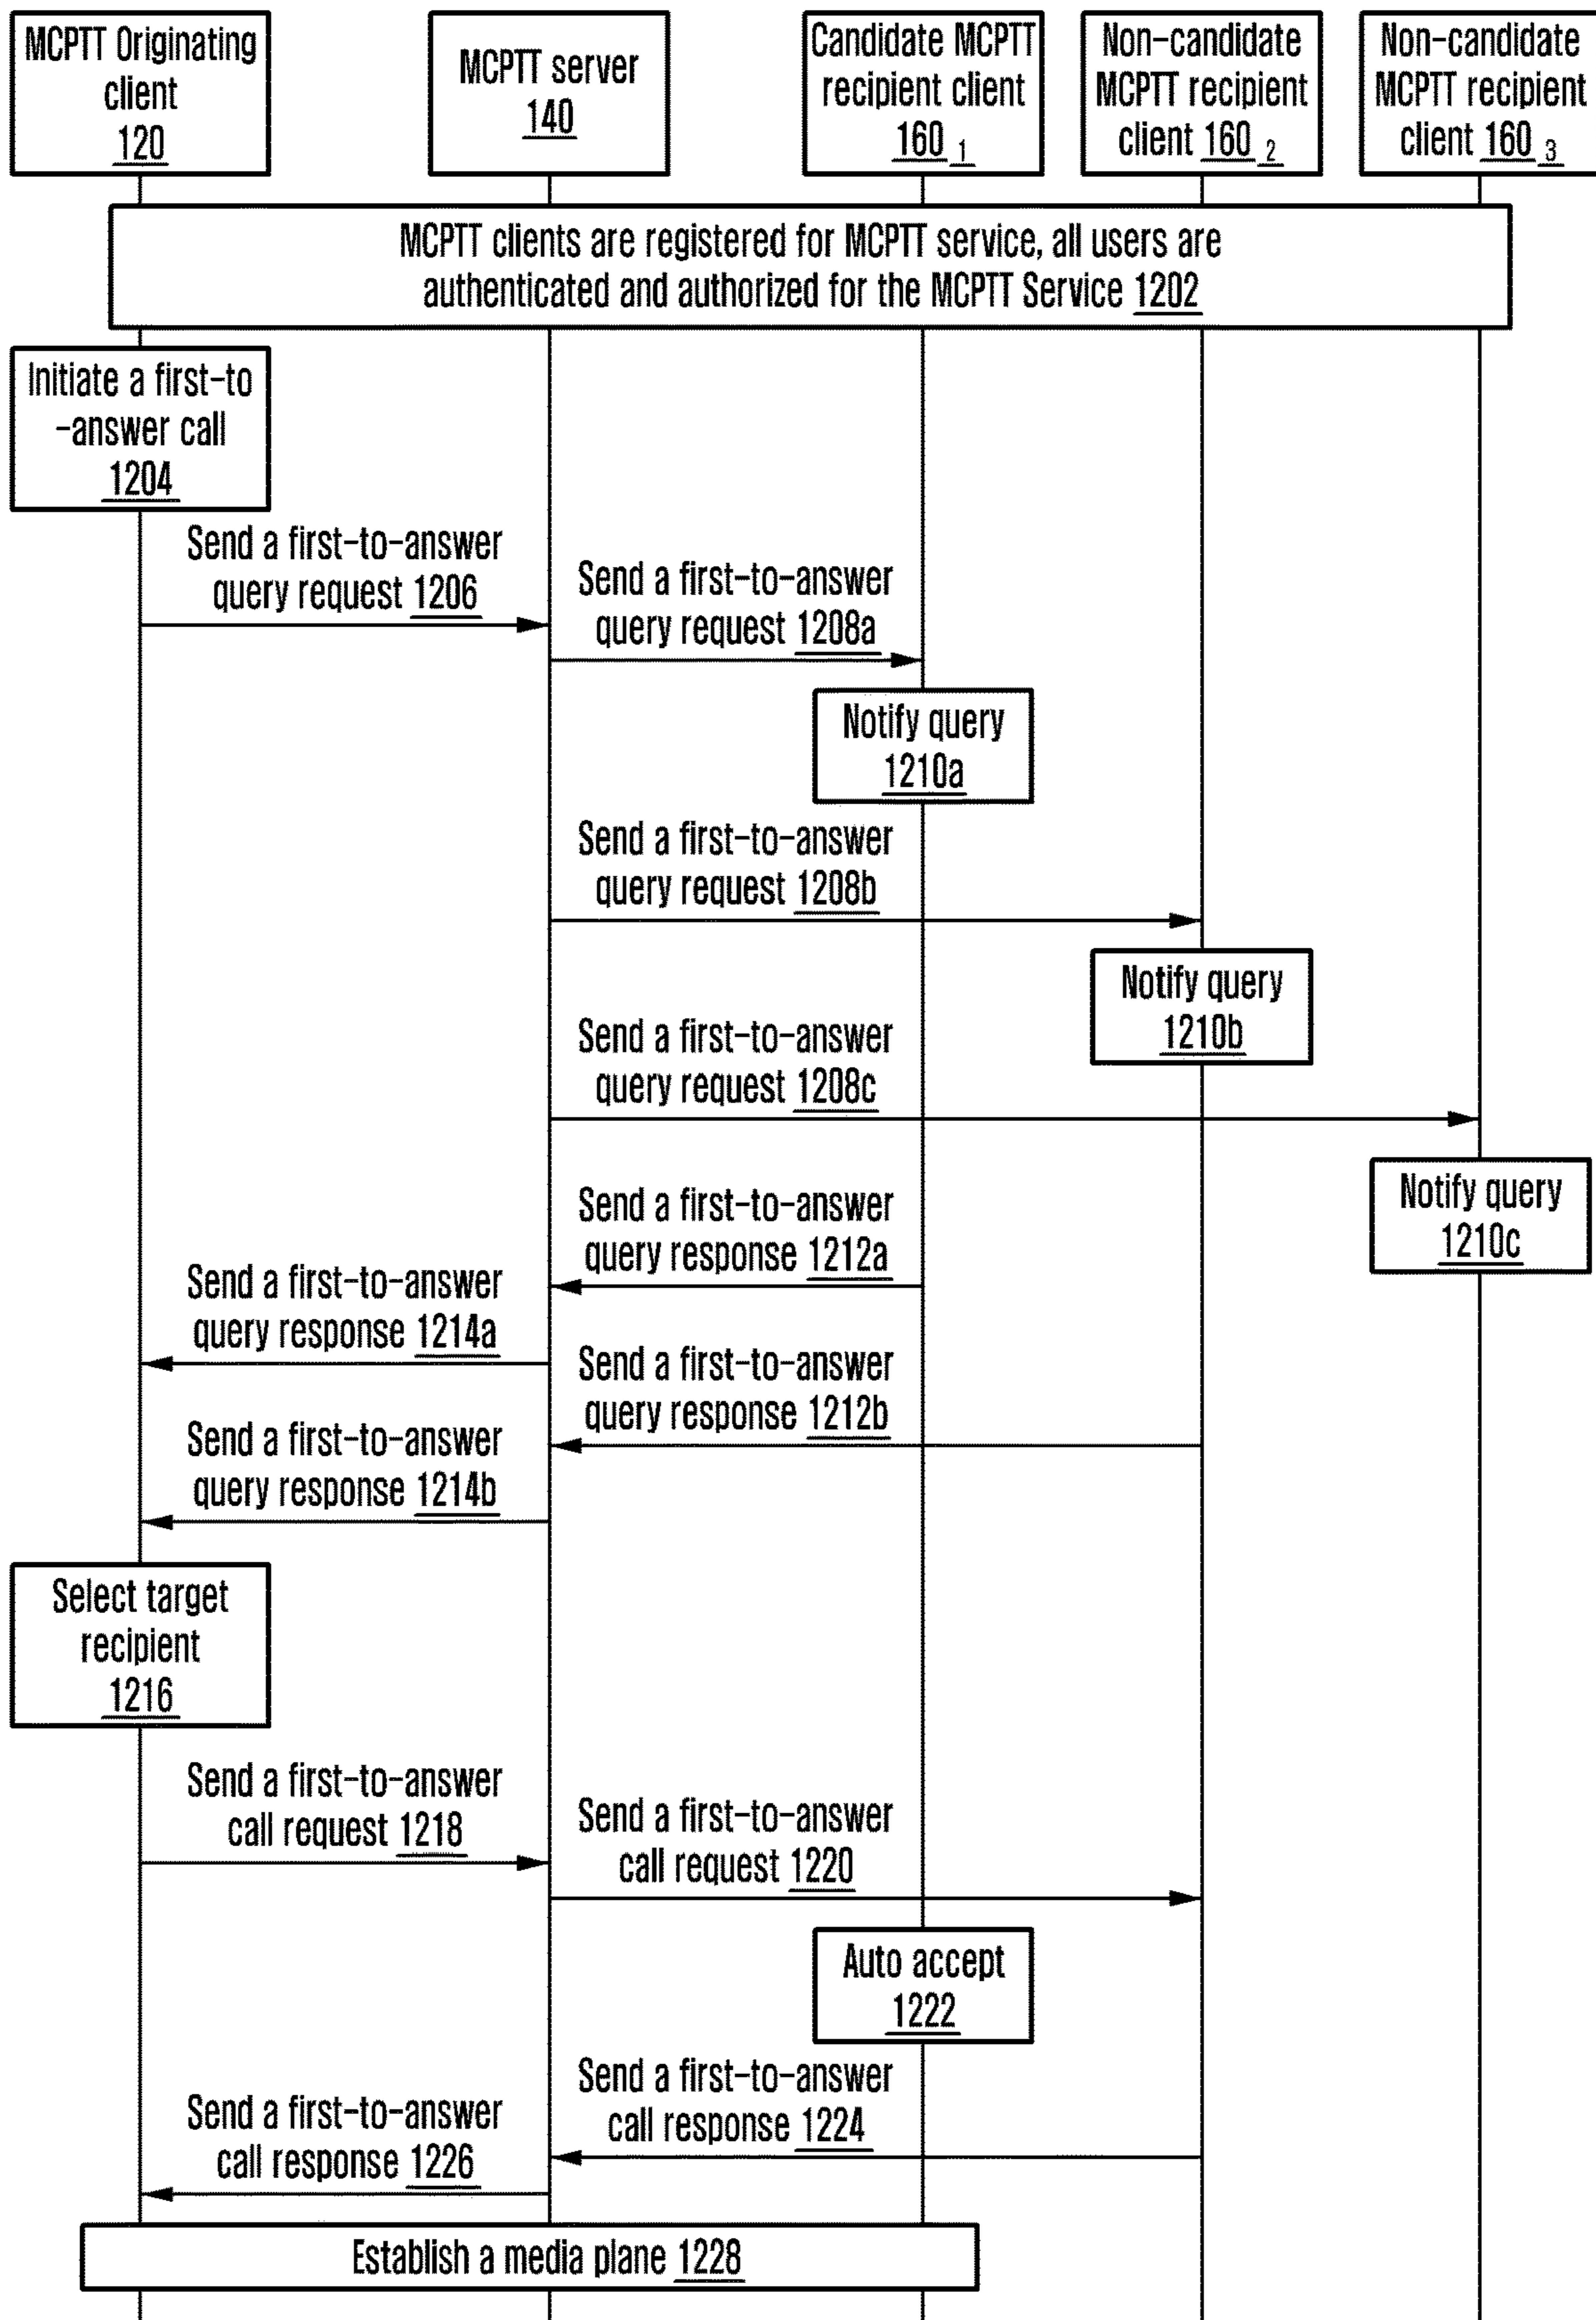 MCPTT Originating
client
120
MCPTT server
140
Candidate MCPTT
recipient client
160 1
Non-candidate
MCPTT recipient
client 160 2
Non-candidate
MCPTT recipient
client 160 3
MCPTT clients are registered for MCPTT service, all users are
authenticated and authorized for the MCPTT Service 1202
Initiate a first-to
-answer call
1204
Send a first-to-answer
query request 1206
Send a first-to-answer
query request 1208a
Notify query
1210a
Send a first-to-answer
query request 1208b
Notify query
1210b
Send a first-to-answer
query request 1208c
Notify query
1210c
Send a first-to-answer
query response 1212a
Send a first-to-answer
query response 1214a
Send a first-to-answer
query response 1212b
Send a first-to-answer
query response 1214b
Select target
recipient
1216
Send a first-to-answer
call request 1218
Send a first-to-answer
call request 1220
Auto accept
1222
Send a first-to-answer
call response 1224
Send a first-to-answer
call response 1226
Establish a media plane 1228